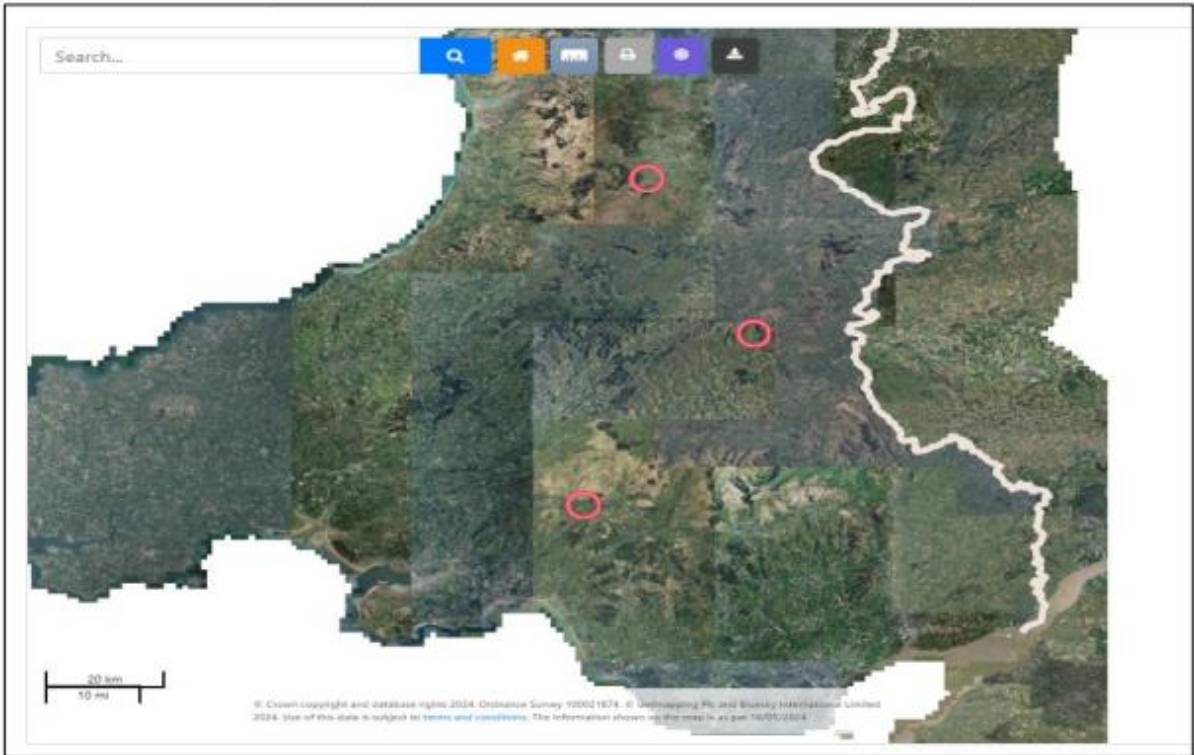 Search...
20 km
10 mi
© Crown copyright and database rights 2024. Ordnance Survey 100021874. © Getmapping Plc and Bluesky International Limited
2024. Use of this data is subject to terms and conditions. The information shown on the map is as per 16/05/2024